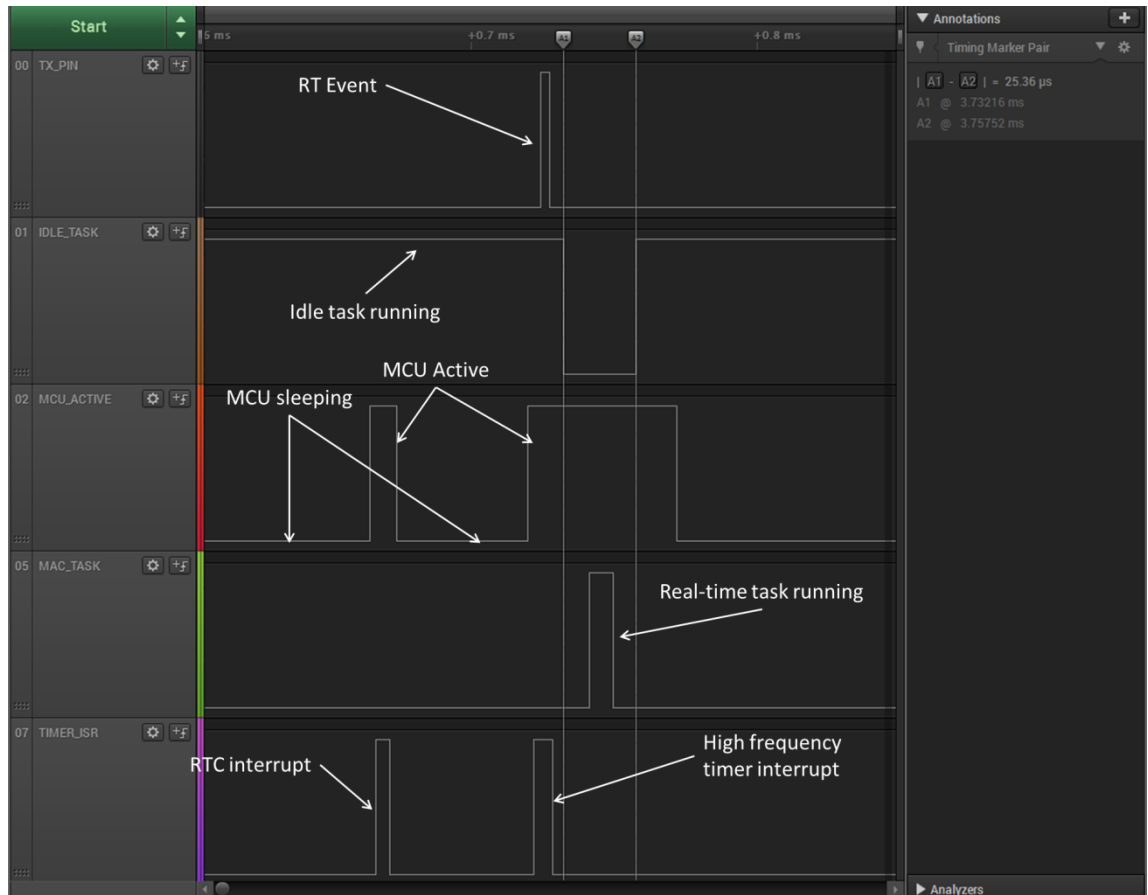 Start
6 ms
+0.7 ms
A1
A2
+0.8 ms
Annotations
+
Timing Marker Pair
| A1 - A2 | = 25.36 µs
A1 @ 3.73216 ms
A2 @ 3.75752 ms
00 TX_PIN
RT Event
01 IDLE_TASK
Idle task running
02 MCU_ACTIVE
MCU Active
MCU sleeping
05 MAC_TASK
Real-time task running
07 TIMER_ISR
RTC interrupt
High frequency
timer interrupt
Analyzers